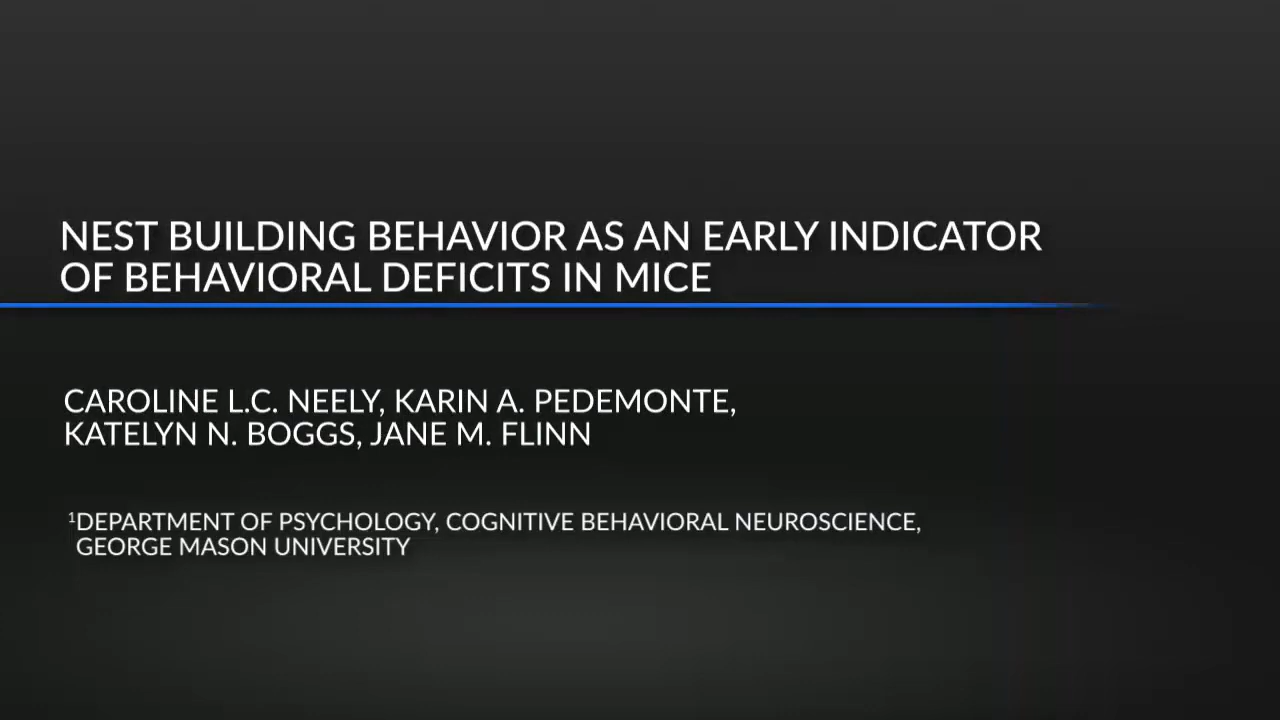 NEST BUILDING BEHAVIOR AS AN EARLY INDICATOR
OF BEHAVIORAL DEFICITS IN MICE
CAROLINE L.C. NEELY, KARIN A. PEDEMONTE,
KATELYN N. BOGGS, JANE M. FLINN
¹DEPARTMENT OF PSYCHOLOGY, COGNITIVE BEHAVIORAL NEUROSCIENCE,
GEORGE MASON UNIVERSITY